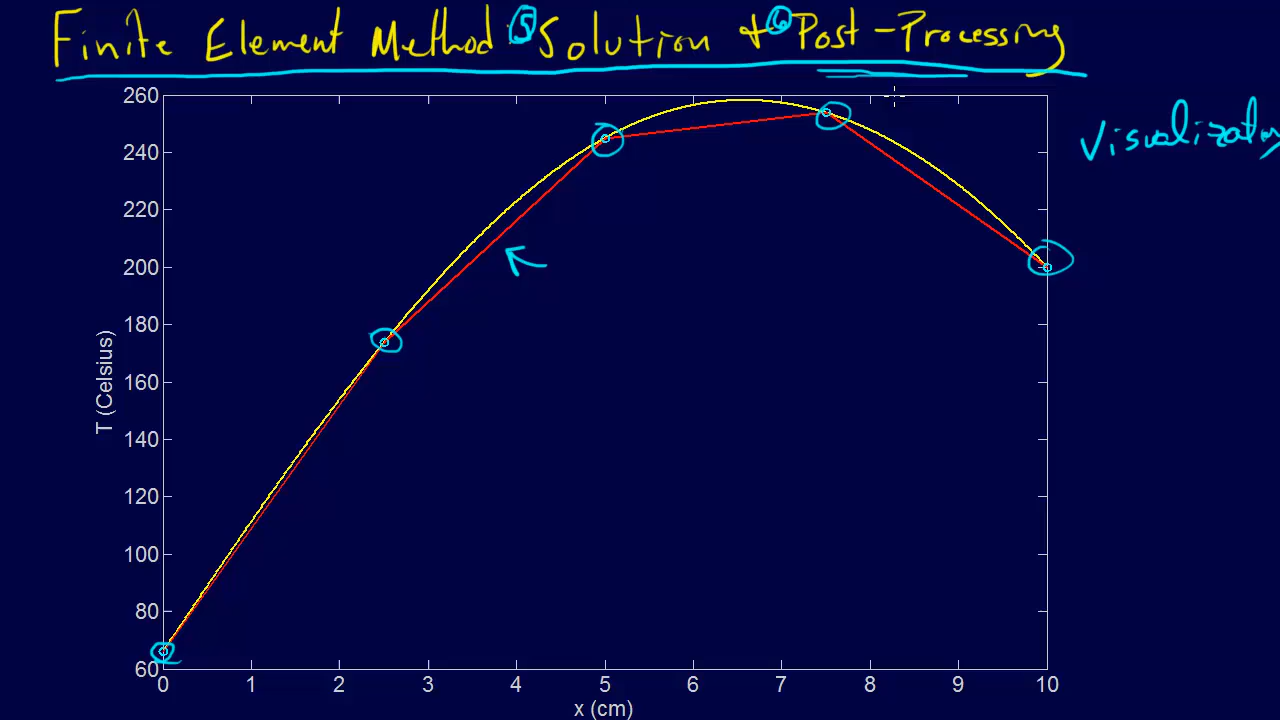 Finite Element Method ⑤ Solution + ⑥ Post-Processing
Visualization
260
240
220
200
180
160
140
120
100
80
60
T (Celsius)
0 1 2 3 4 5 6 7 8 9 10
x (cm)